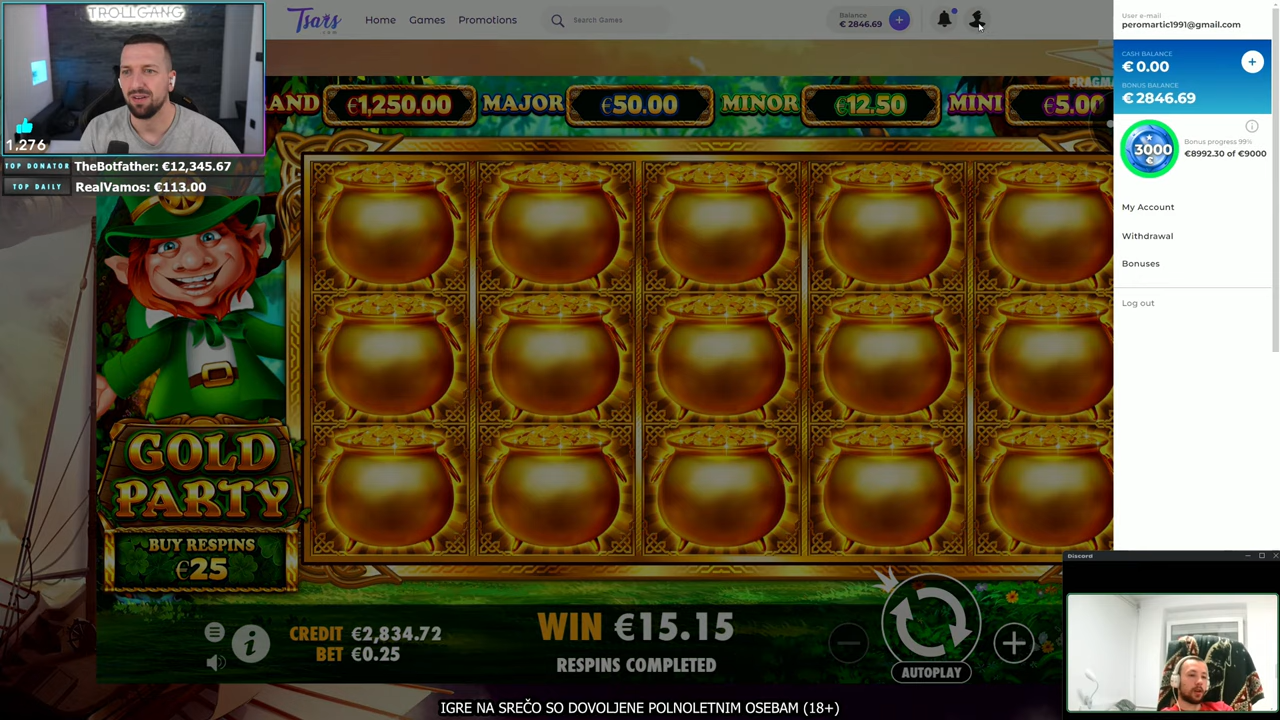 TROLLGANG
1.276
TOP DONATOR TheBotfather: €12,345.67
TOP DAILY RealVamos: €113.00
Tsars
Home Games Promotions
Search Games
Balance
€ 2846.69
User e-mail
peromartic1991@gmail.com
CASH BALANCE
€ 0.00
BONUS BALANCE
€ 2846.69
3000
€
Bonus progress 99%
€8992.30 of €9000
My Account
Withdrawal
Bonuses
Log out
PRAGM
RAND €1,250.00 MAJOR €50.00 MINOR €12.50 MINI €5.00
GOLD
PARTY
BUY RESPINS
€25
CREDIT €2,834.72
BET €0.25
WIN €15.15
RESPINS COMPLETED
AUTOPLAY
Discord
IGRE NA SREČO SO DOVOLJENE POLNOLETNIM OSEBAM (18+)